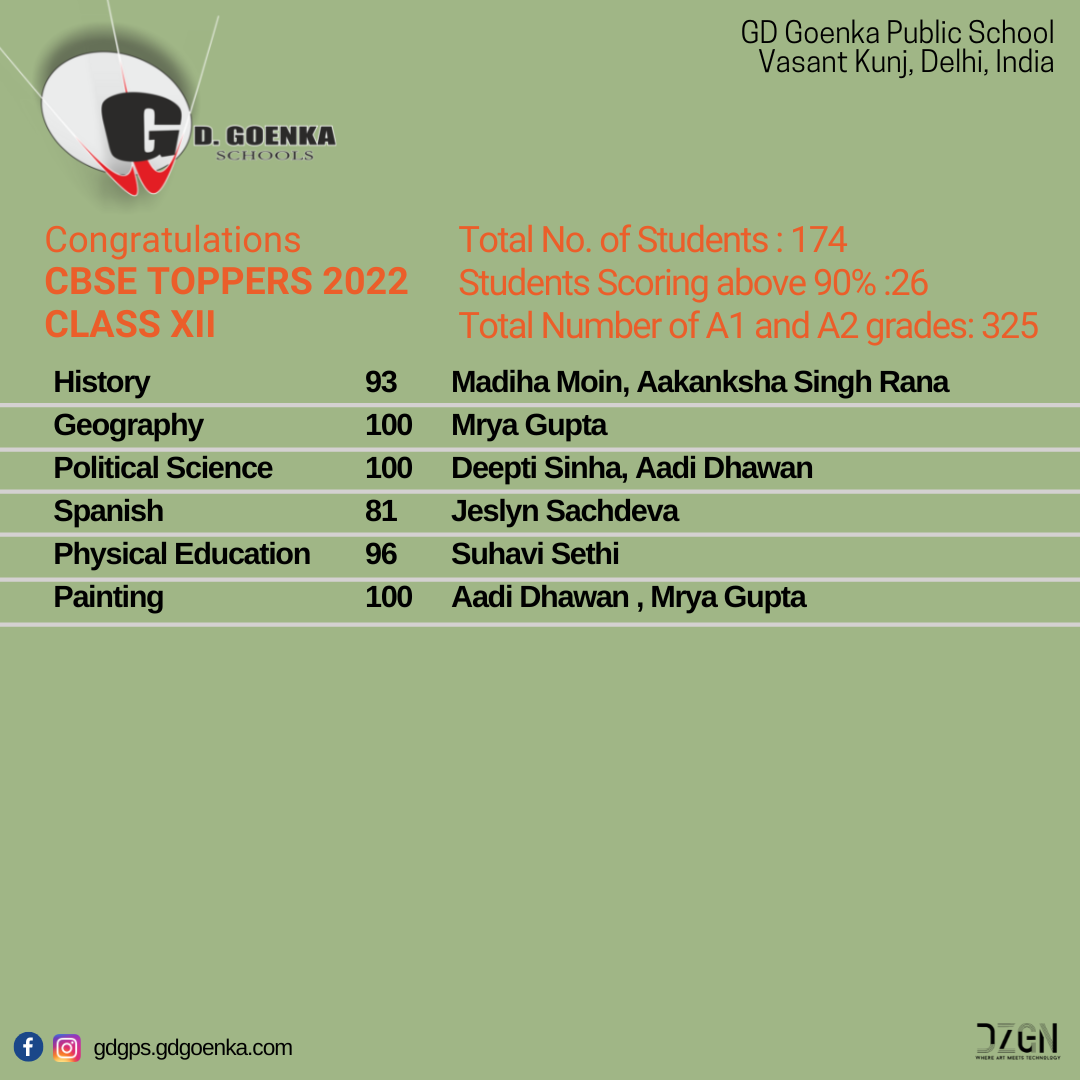 GD Goenka Public School
Vasant Kunj, Delhi, India
G D. GOENKA
SCHOOLS
Congratulations
CBSE TOPPERS 2022
CLASS XII
Total No. of Students : 174
Students Scoring above 90% :26
Total Number of A1 and A2 grades: 325
History 93 Madiha Moin, Aakanksha Singh Rana
Geography 100 Mrya Gupta
Political Science 100 Deepti Sinha, Aadi Dhawan
Spanish 81 Jeslyn Sachdeva
Physical Education 96 Suhavi Sethi
Painting 100 Aadi Dhawan , Mrya Gupta
gdgps.gdgoenka.com
DZGN
WHERE ART MEETS TECHNOLOGY